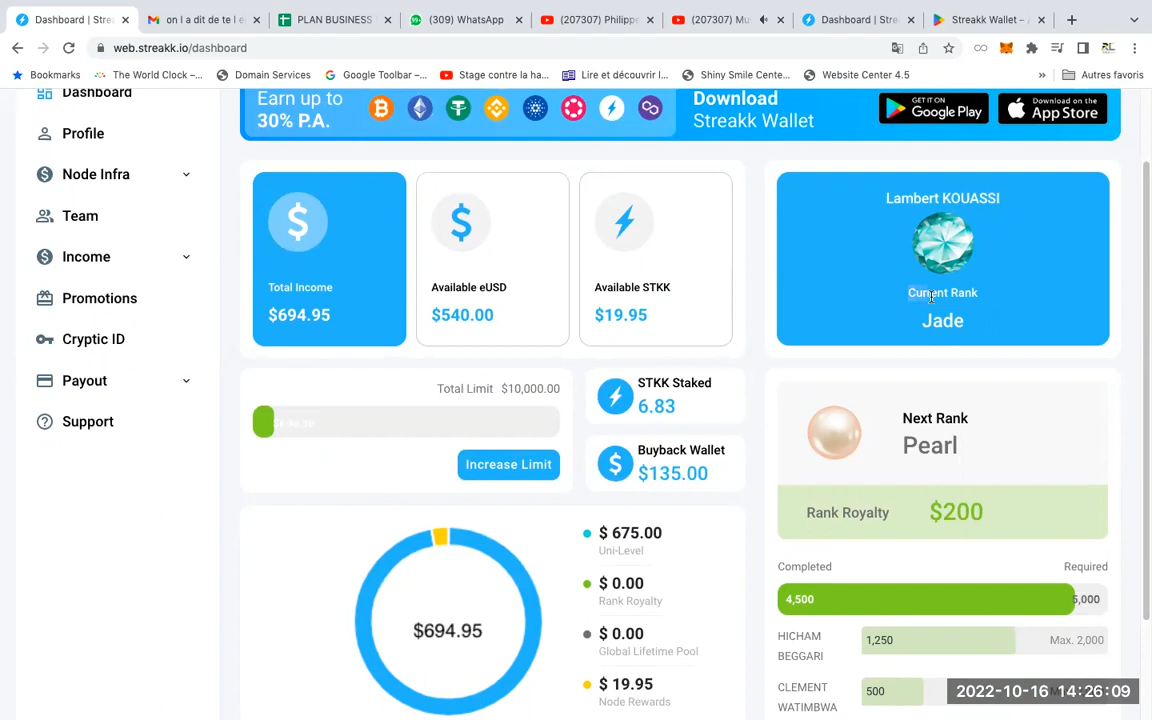 Dashboard | Stre
on l a dit de te l e
PLAN BUSINESS
(309) WhatsApp
(207307) Philippe
(207307) Mu
Dashboard | Stre
Streakk Wallet –
web.streakk.io/dashboard
Bookmarks
The World Clock –...
Domain Services
Google Toolbar –...
Stage contre la ha...
Lire et découvrir l...
Shiny Smile Cente...
Website Center 4.5
»
Autres favoris
Dashboard
Profile
Node Infra
Team
Income
Promotions
Cryptic ID
Payout
Support
Earn up to
30% P.A.
Download
Streakk Wallet
GET IT ON
Google Play
Download on the
App Store
Total Income
$694.95
Available eUSD
$540.00
Available STKK
$19.95
Lambert KOUASSI
Current Rank
Jade
Total Limit $10,000.00
Increase Limit
STKK Staked
6.83
Buyback Wallet
$135.00
Next Rank
Pearl
Rank Royalty $200
Completed Required
4,500 5,000
HICHAM
BEGGARI
1,250 Max. 2,000
CLEMENT
WATIMBWA
500
$694.95
$ 675.00
Uni-Level
$ 0.00
Rank Royalty
$ 0.00
Global Lifetime Pool
$ 19.95
Node Rewards
2022-10-16 14:26:09